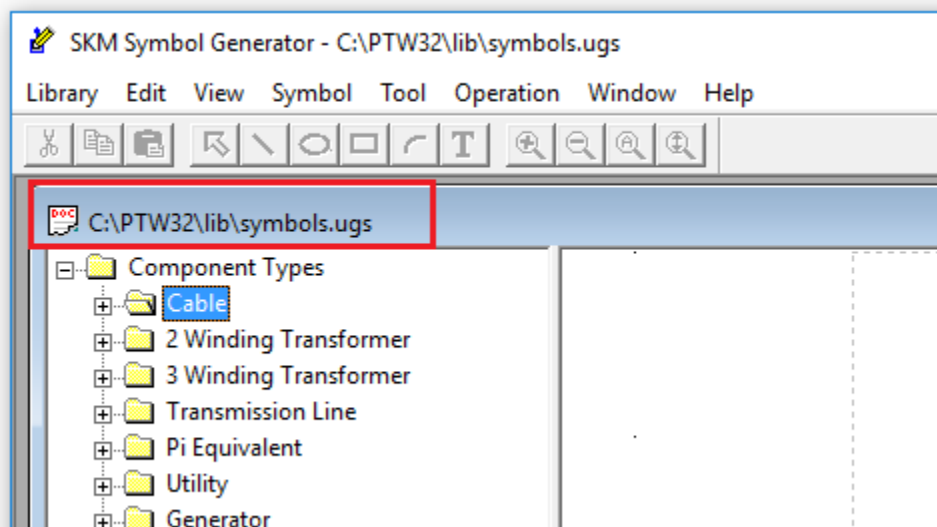 SKM Symbol Generator - C:\PTW32\lib\symbols.ugs
Library Edit View Symbol Tool Operation Window Help
T A
DOC C:\PTW32\lib\symbols.ugs
Component Types
Cable
2 Winding Transformer
3 Winding Transformer
Transmission Line
Pi Equivalent
Utility
Generator